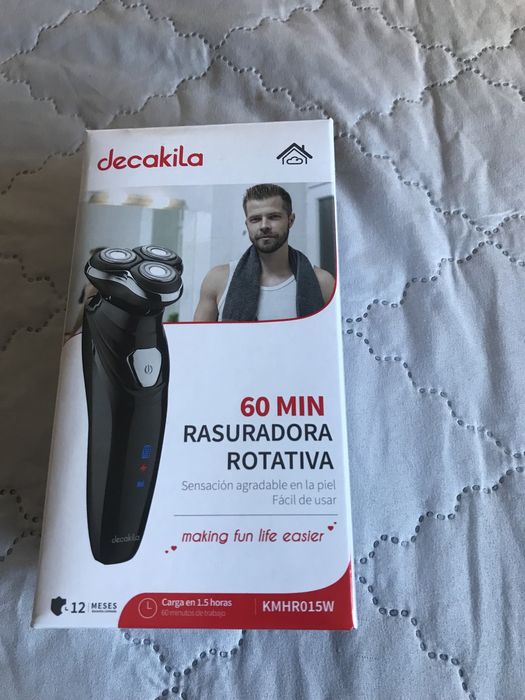 decakila
60 MIN
RASURADORA
ROTATIVA
Sensación agradable en la piel
Fácil de usar
making fun life easier
decakila
12 MESES
Carga en 1.5 horas
60 minutos de trabajo
KMHR015W